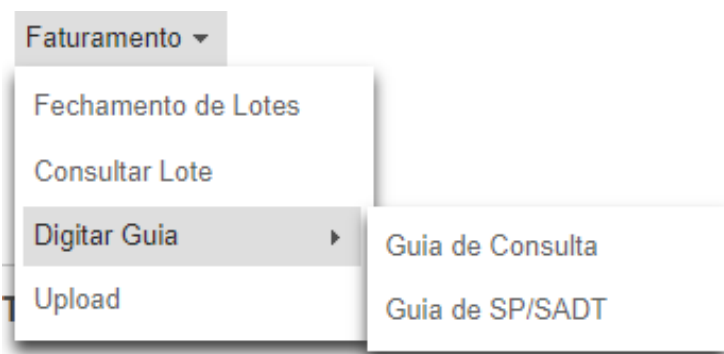 Faturamento
Fechamento de Lotes
Consultar Lote
Digitar Guia
Guia de Consulta
Upload
Guia de SP/SADT